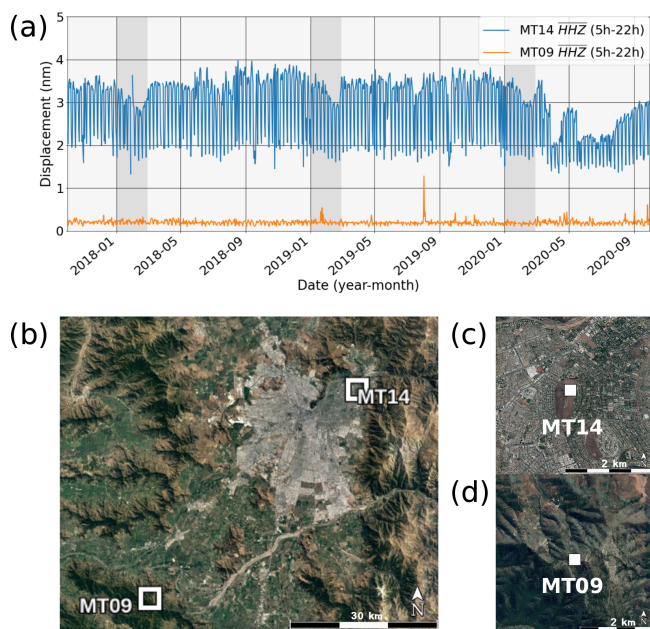 (a)
MT14 HHZ (5h-22h)
MT09 HHZ (5h-22h)
Displacement (nm)
5
4
3
2
1
0
2018-01
2018-05
2018-09
2019-01
2019-05
2019-09
2020-01
2020-05
2020-09
Date (year-month)
(b)
MT14
MT09
30 km
N
(c)
MT14
2 km
N
(d)
MT09
2 km
N